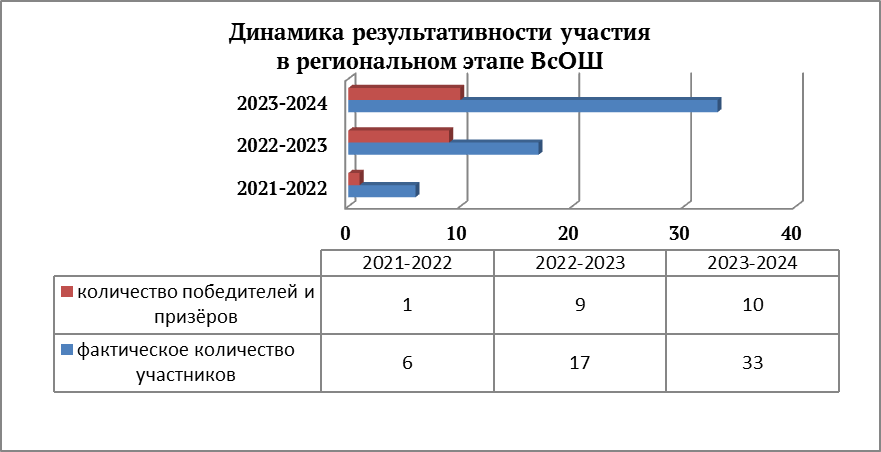 Динамика результативности участия
в региональном этапе ВсОШ
2023-2024
2022-2023
2021-2022
0 10 20 30 40
2021-2022 2022-2023 2023-2024
количество победителей и
призёров 1 9 10
фактическое количество
участников 6 17 33